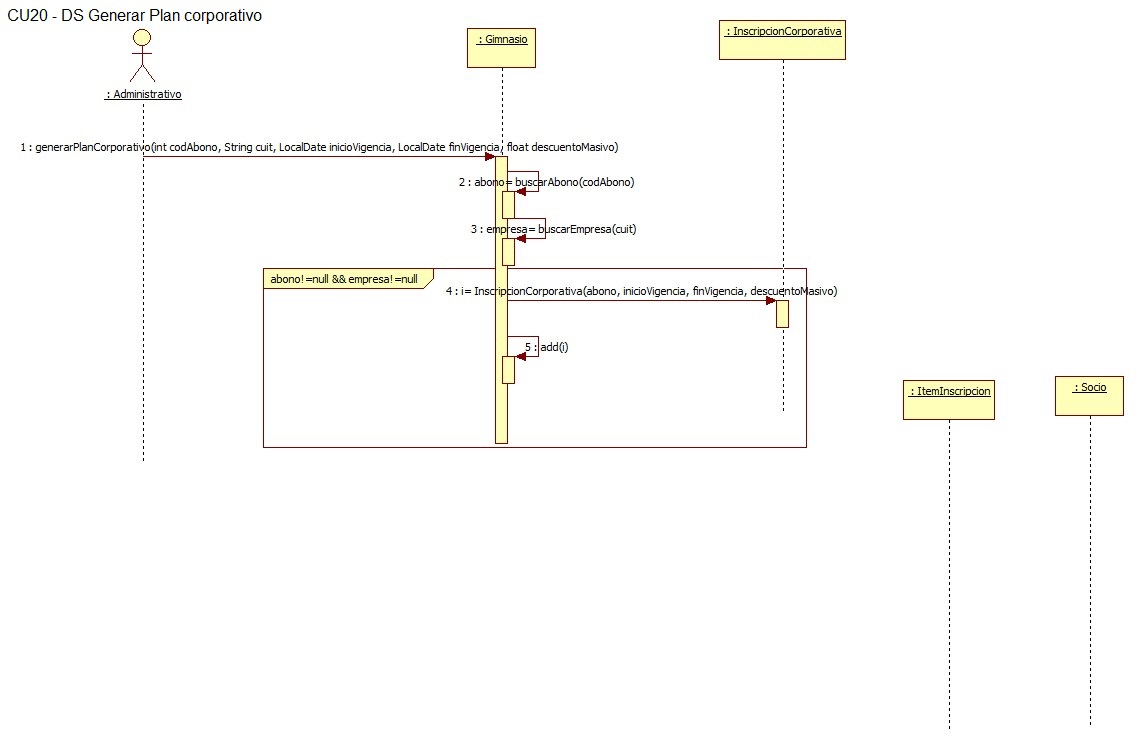 CU20 - DS Generar Plan corporativo
: Administrativo
: Gimnasio
: InscripcionCorporativa
1 : generarPlanCorporativo(int codAbono, String cuit, LocalDate inicioVigencia, LocalDate finVigencia, float descuentoMasivo)
2 : abono= buscarAbono(codAbono)
3 : empresa= buscarEmpresa(cuit)
abono!=null && empresa!=null
4 : i= InscripcionCorporativa(abono, inicioVigencia, finVigencia, descuentoMasivo)
5 : add(i)
: ItemInscripcion
: Socio